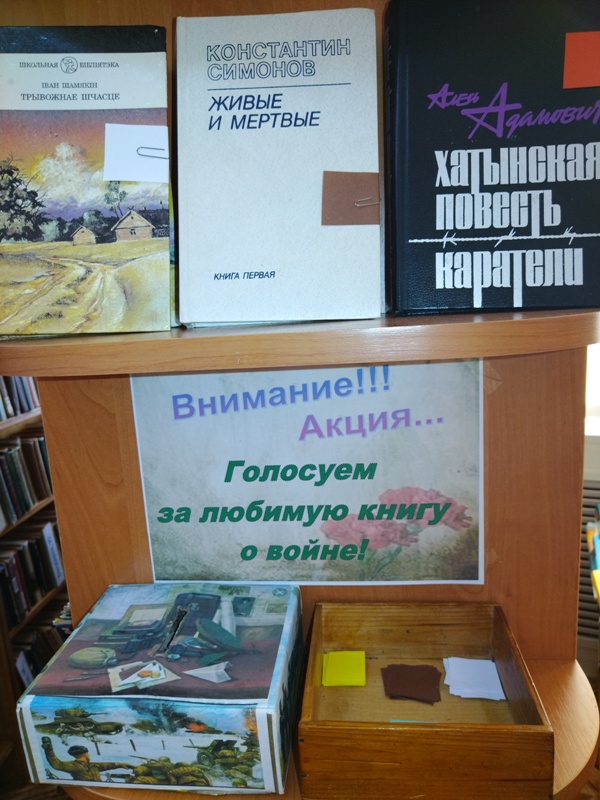 ШКОЛЬНАЯ БІБЛІЯТЭКА
ІВАН ШАМЯКІН
ТРЫВОЖНАЕ ШЧАСЦЕ
КОНСТАНТИН
СИМОНОВ
ЖИВЫЕ
И МЕРТВЫЕ
КНИГА ПЕРВАЯ
Алесь
Адамович
ХАТЫНСКАЯ
ПОВЕСТЬ
КАРАТЕЛИ
Внимание!!!
Акция...
Голосуем
за любимую книгу
о войне!